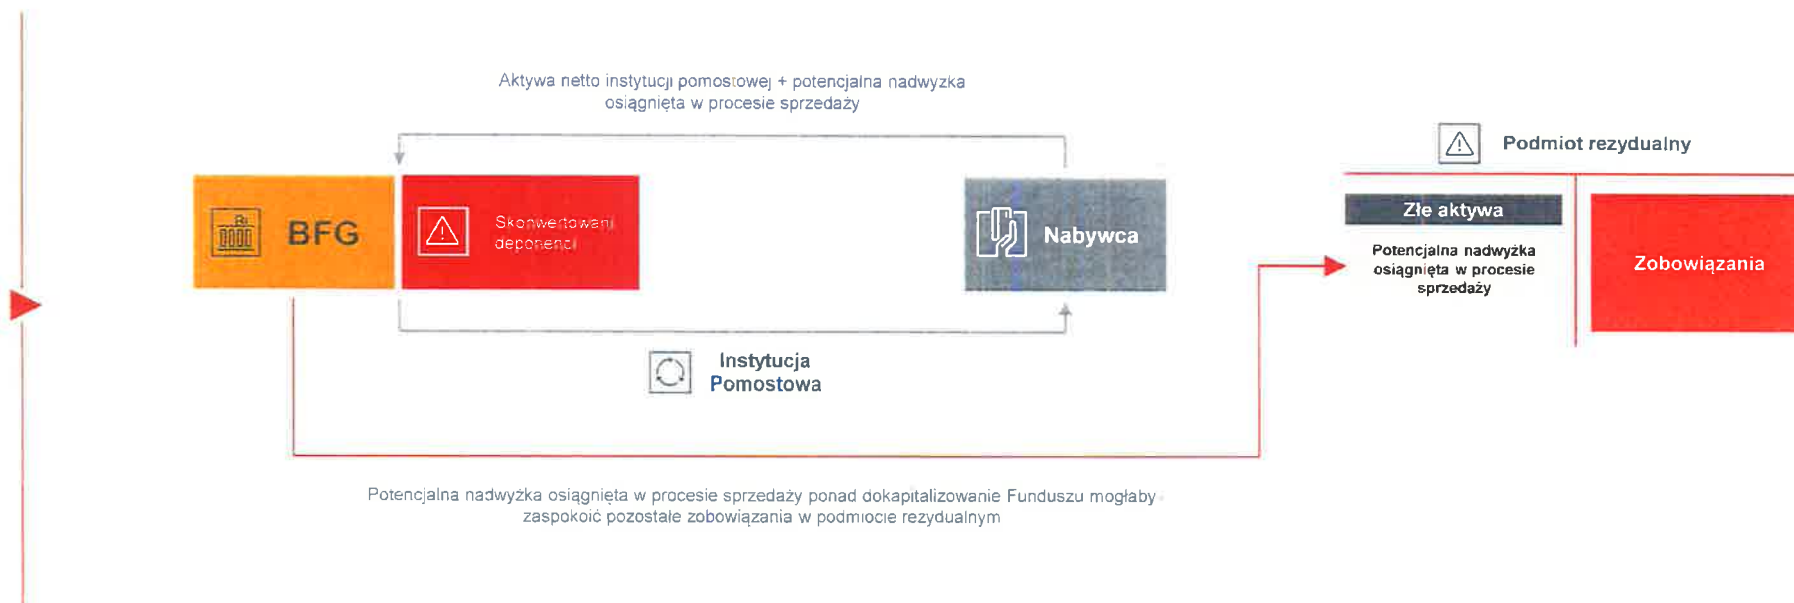 Aktywa netto instytucji pomostowej + potencjalna nadwyżka
osiągnięta w procesie sprzedaży
BFG
Skonwertowani
deponenci
Nabywca
Instytucja
Pomostowa
Potencjalna nadwyżka osiągnięta w procesie sprzedaży ponad dokapitalizowanie Funduszu mogłaby
zaspokoić pozostałe zobowiązania w podmiocie rezydualnym
Podmiot rezydualny
Złe aktywa
Potencjalna nadwyżka
osiągnięta w procesie
sprzedaży
Zobowiązania